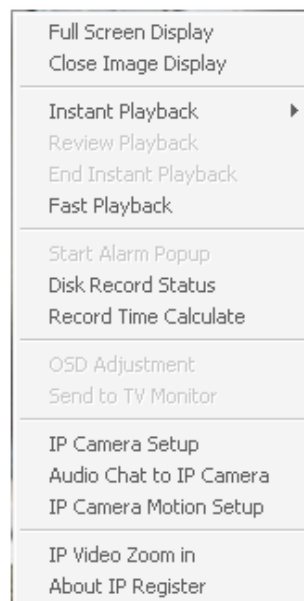 Full Screen Display
Close Image Display
Instant Playback
Review Playback
End Instant Playback
Fast Playback
Start Alarm Popup
Disk Record Status
Record Time Calculate
OSD Adjustment
Send to TV Monitor
IP Camera Setup
Audio Chat to IP Camera
IP Camera Motion Setup
IP Video Zoom in
About IP Register